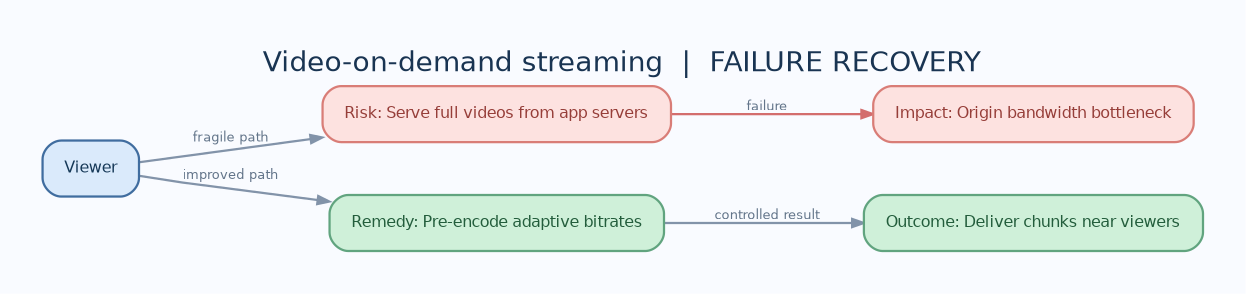 Video-on-demand streaming | FAILURE RECOVERY
Risk: Serve full videos from app servers
failure
Impact: Origin bandwidth bottleneck
fragile path
Viewer
improved path
Remedy: Pre-encode adaptive bitrates
controlled result
Outcome: Deliver chunks near viewers